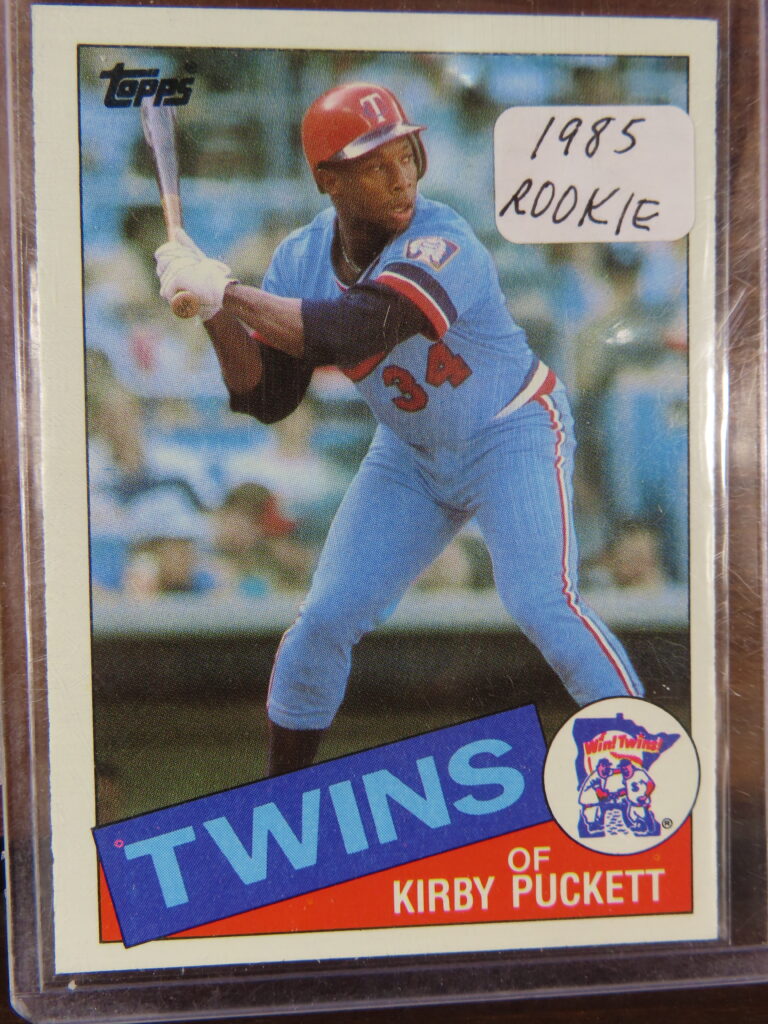 Topps
1985
ROOKIE
T
34
Win! Twins!
TWINS
®
OF
KIRBY PUCKETT